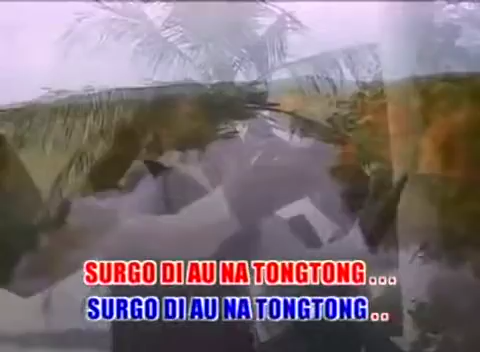 SURGO DI AU NA TONGTONG...
SURGO DI AU NA TONGTONG..